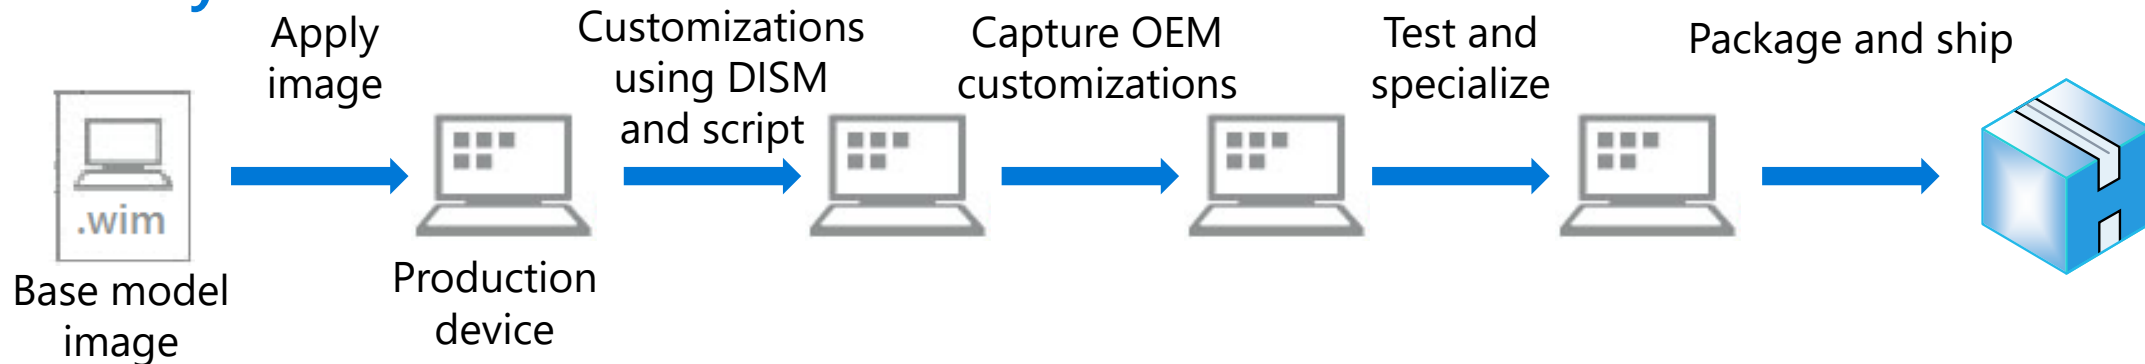 Apply
image
Customizations
using DISM
and script
Capture OEM
customizations
Test and
specialize
Package and ship
.wim
Base model
image
Production
device